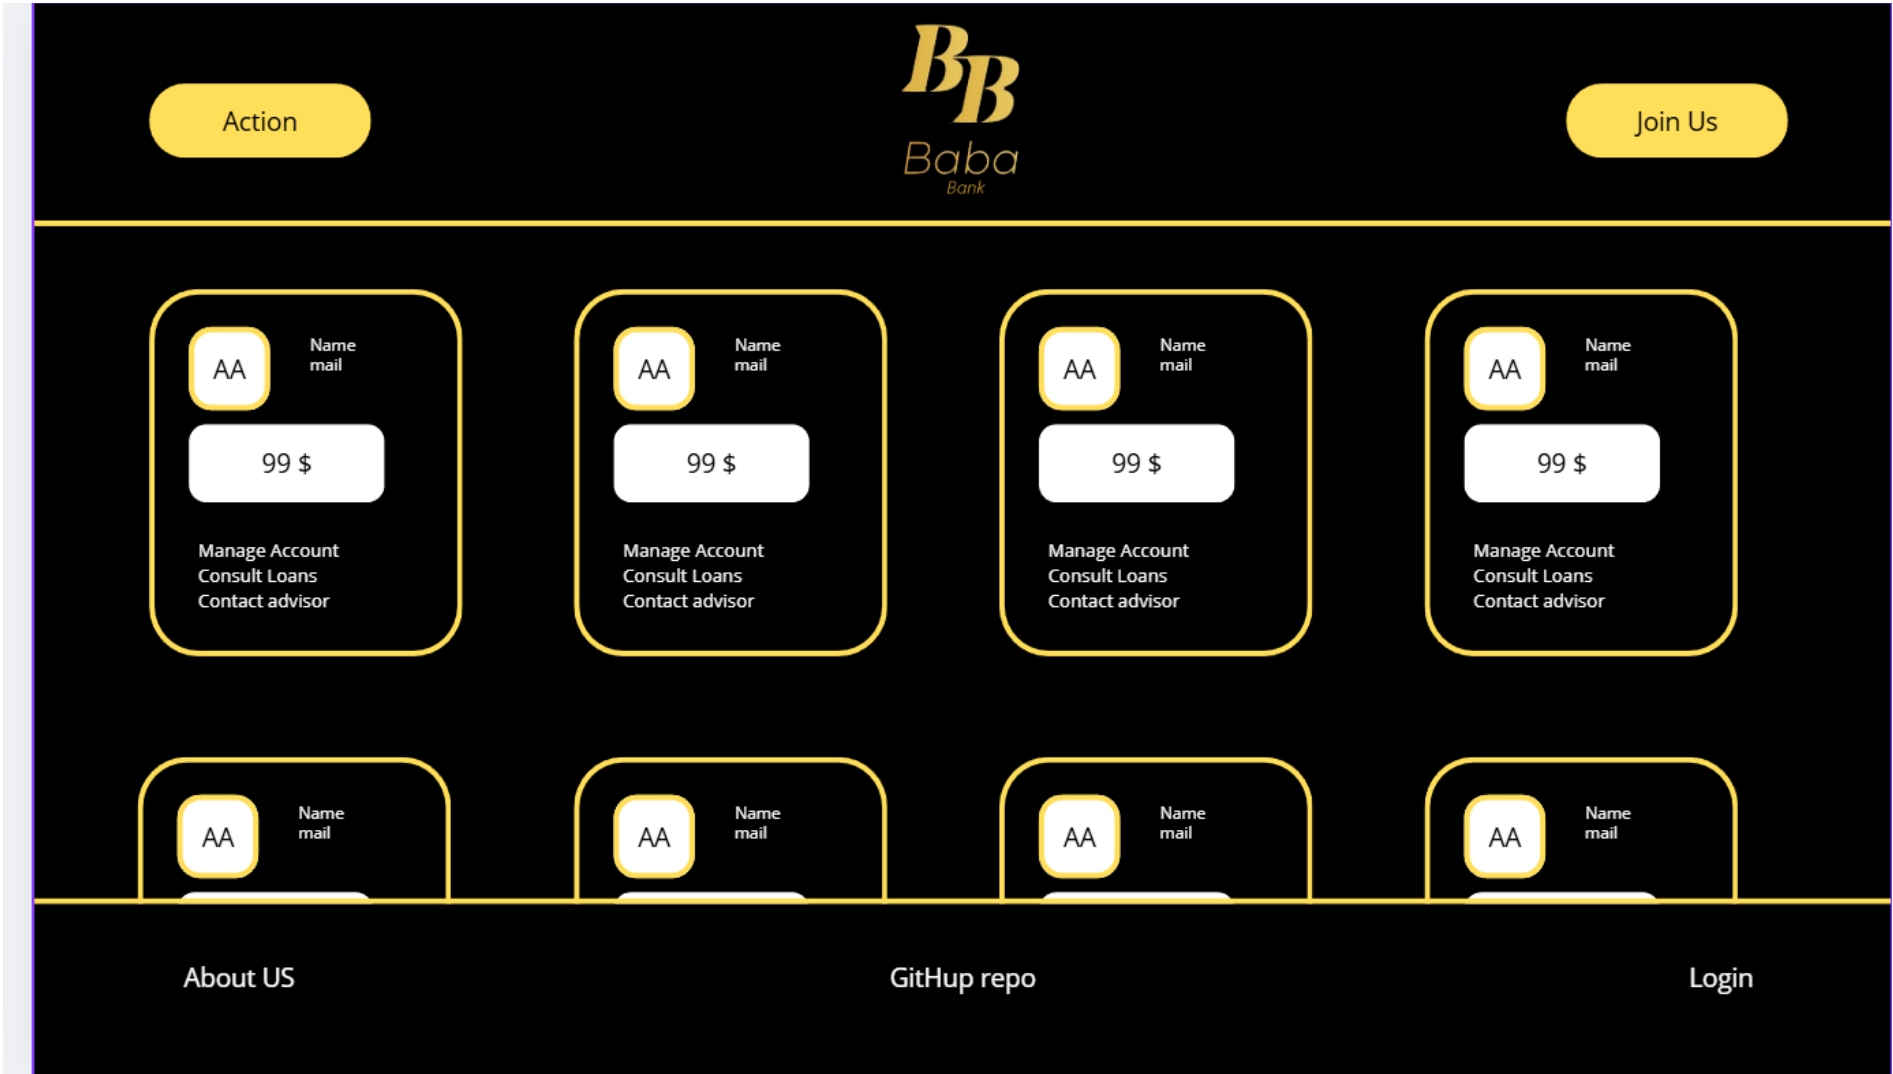 Action
BB
Baba
Bank
Join Us
AA
Name
mail
99 $
Manage Account
Consult Loans
Contact advisor
AA
Name
mail
99 $
Manage Account
Consult Loans
Contact advisor
AA
Name
mail
99 $
Manage Account
Consult Loans
Contact advisor
AA
Name
mail
99 $
Manage Account
Consult Loans
Contact advisor
AA
Name
mail
AA
Name
mail
AA
Name
mail
AA
Name
mail
About US
GitHup repo
Login